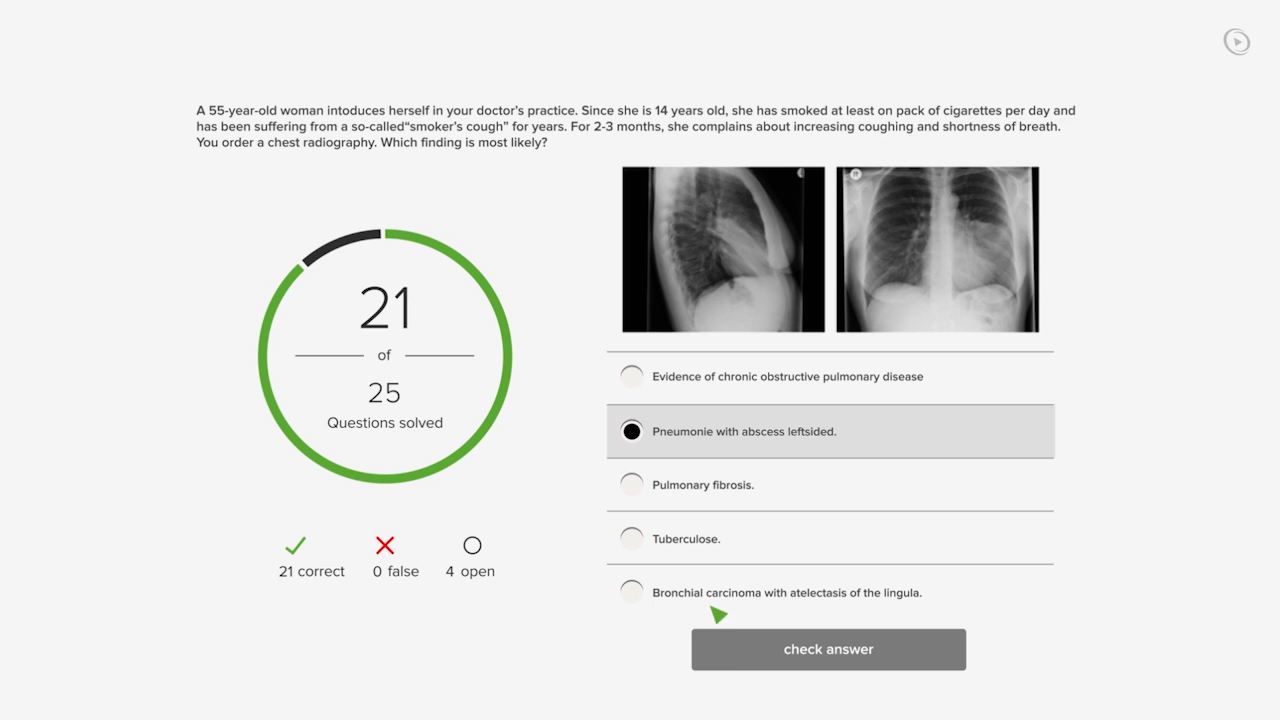 A 55-year-old woman intoduces herself in your doctor's practice. Since she is 14 years old, she has smoked at least on pack of cigarettes per day and
has been suffering from a so-called“smoker's cough” for years. For 2-3 months, she complains about increasing coughing and shortness of breath.
You order a chest radiography. Which finding is most likely?
21
of
25
Questions solved
21 correct
0 false
4 open
Evidence of chronic obstructive pulmonary disease
Pneumonie with abscess leftsided.
Pulmonary fibrosis.
Tuberculose.
Bronchial carcinoma with atelectasis of the lingula.
check answer